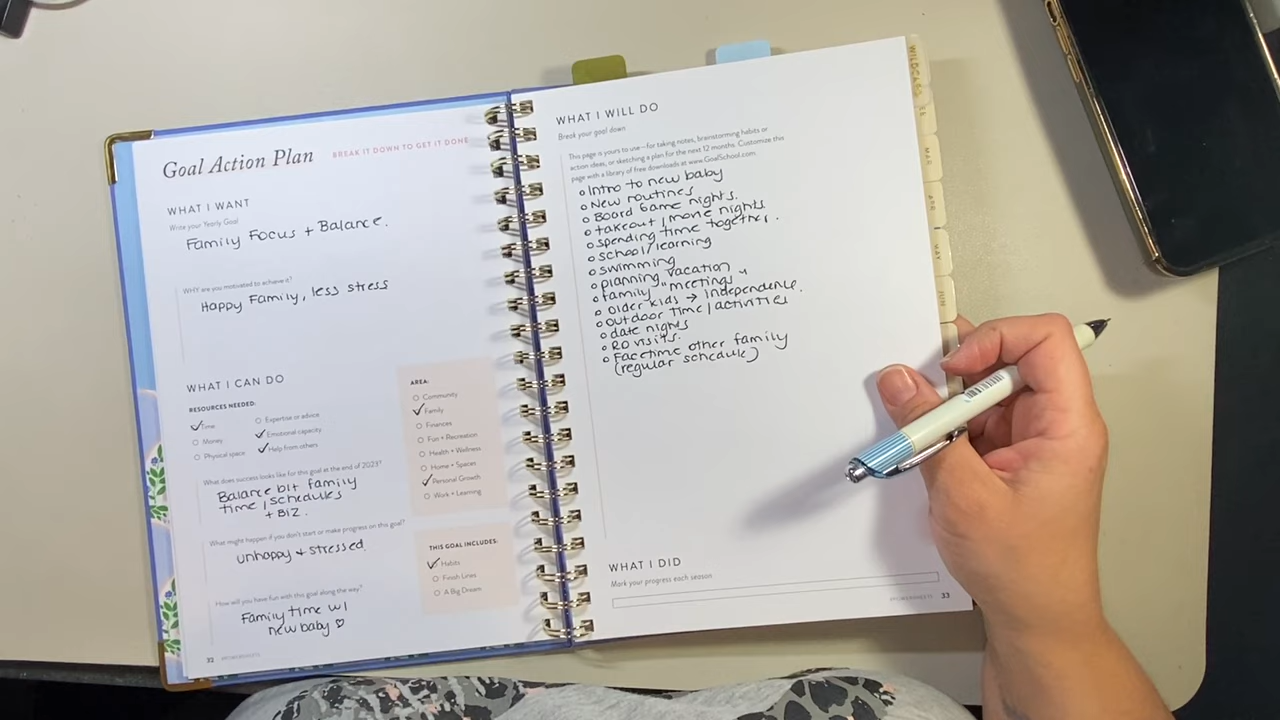 Goal Action Plan
BREAK IT DOWN TO GET IT DONE
WHAT I WANT
Write your Yearly Goal
Family Focus + Balance.
WHY are you motivated to achieve it?
Happy Family, less stress
WHAT I CAN DO
RESOURCES NEEDED:
Time
Money
Physical space
Expertise or advice
Emotional capacity
Help from others
AREA:
Community
Family
Finances
Fun + Recreation
Health + Wellness
Home + Spaces
Personal Growth
Work + Learning
What does success looks like for this goal at the end of 2023?
Balance bit family
time / schedules
+ BIZ.
What might happen if you don't start or make progress on this goal?
unhappy + stressed.
THIS GOAL INCLUDES:
Habits
Finish Lines
A Big Dream
How will you have fun with this goal along the way?
Family time w/
new baby ♡
32
WHAT I WILL DO
Break your goal down
This page is yours to use—for taking notes, brainstorming habits or
action ideas, or sketching a plan for the next 12 months. Customize this
page with a library of free downloads at www.GoalSchool.com.
o Intro to new baby
o New routines
o Board Game nights.
o takeout / movie nights
o spending time together.
o school/learning
o swimming
o planning vacation
o family "meetings"
o older kids → independence.
o outdoor time / activities
o date nights
o RO visits.
o Facetime other family
(regular schedule)
WHAT I DID
Mark your progress each season
POWERSHEETS 33
WILDCARD
MAR
APR
MAY
JUN